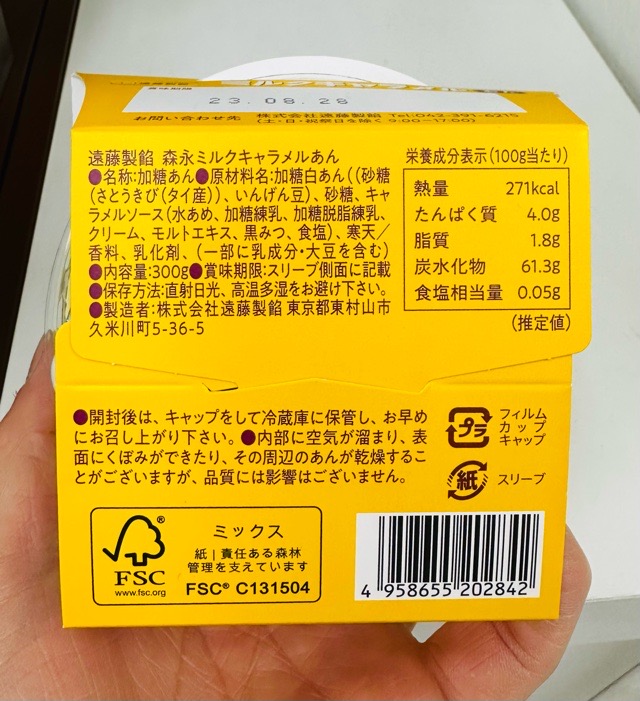 賞味期限
23.08.28
お問い合わせ先 株式会社遠藤製餡 Tel.042-391-6215
(土・日・祝祭日を除く 9:00-17:00)
遠藤製餡 森永ミルクキャラメルあん
●名称:加糖あん●原材料名:加糖白あん((砂糖
(さとうきび(タイ産))、いんげん豆)、砂糖、キャ
ラメルソース(水あめ、加糖練乳、加糖脱脂練乳、
クリーム、モルトエキス、黒みつ、食塩)、寒天/
香料、乳化剤、(一部に乳成分・大豆を含む)
●内容量:300g●賞味期限:スリーブ側面に記載
●保存方法:直射日光、高温多湿をお避け下さい。
●製造者:株式会社遠藤製餡 東京都東村山市
久米川町5-36-5
栄養成分表示(100g当たり)
熱量 271kcal
たんぱく質 4.0g
脂質 1.8g
炭水化物 61.3g
食塩相当量 0.05g
(推定値)
●開封後は、キャップをして冷蔵庫に保管し、お早め
にお召し上がり下さい。●内部に空気が溜まり、表
面にくぼみができたり、その周辺のあんが乾燥するこ
とがございますが、品質には影響はございません。
プラ
フィルム
カップ
キャップ
紙
スリーブ
FSC®
www.fsc.org
ミックス
紙|責任ある森林
管理を支えています
FSC® C131504
4 958655 202842